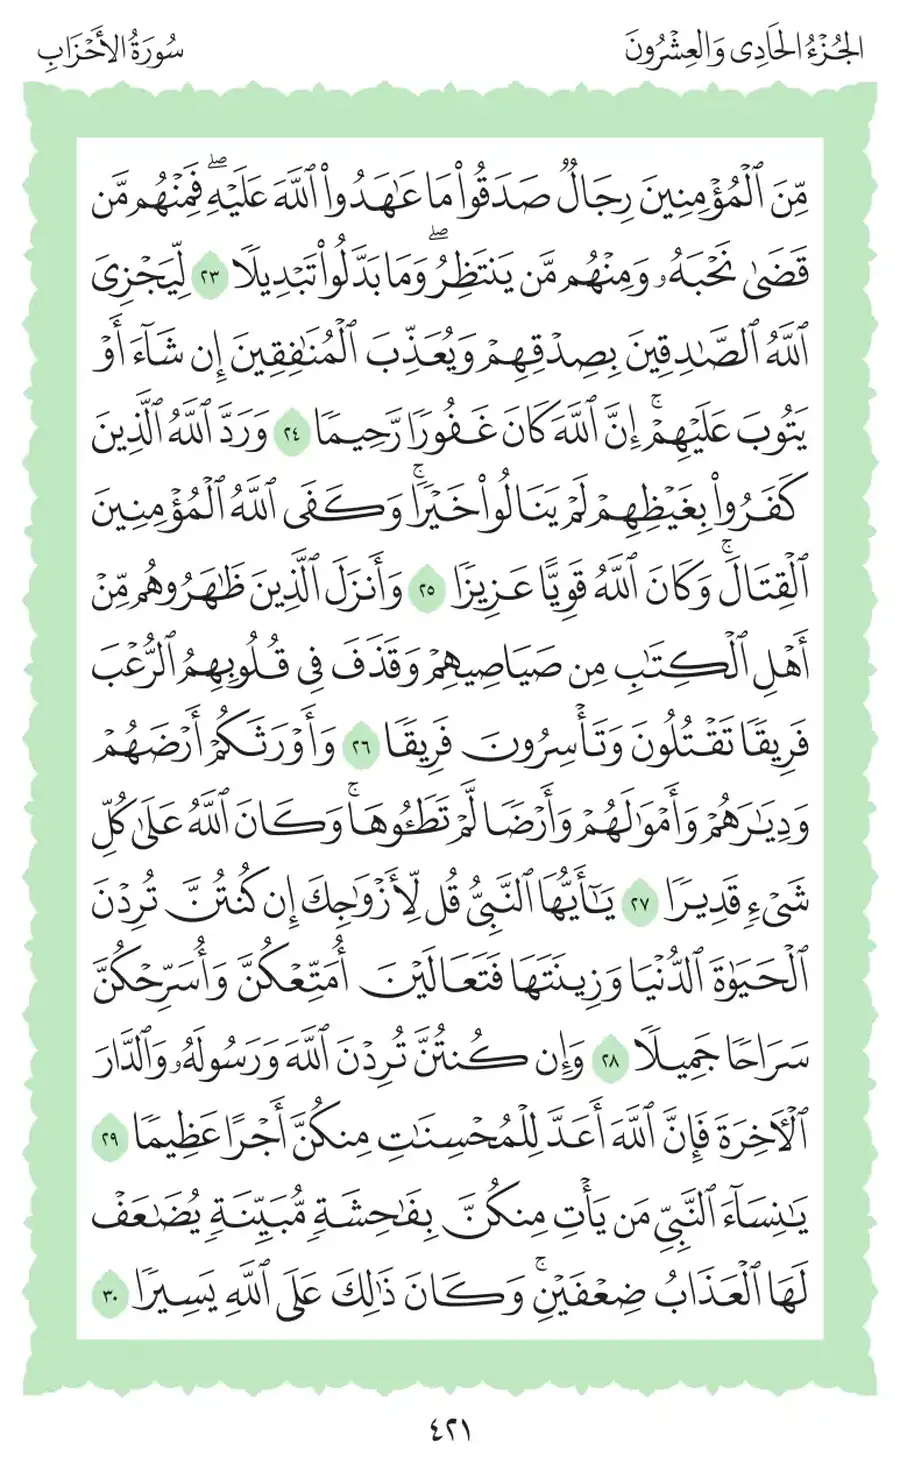 الجُزْءُ الحَادِى وَالعِشْرُونَ
سُورَةُ الأَحْزَابِ
مِّنَ ٱلْمُؤْمِنِينَ رِجَالٌ صَدَقُوا۟ مَا عَٰهَدُوا۟ ٱللَّهَ عَلَيْهِ ۖ فَمِنْهُم مَّن
قَضَىٰ نَحْبَهُۥ وَمِنْهُم مَّن يَنتَظِرُ ۖ وَمَا بَدَّلُوا۟ تَبْدِيلًا ٢٣ لِّيَجْزِىَ
ٱللَّهُ ٱلصَّٰدِقِينَ بِصِدْقِهِمْ وَيُعَذِّبَ ٱلْمُنَٰفِقِينَ إِن شَآءَ أَوْ
يَتُوبَ عَلَيْهِمْ ۚ إِنَّ ٱللَّهَ كَانَ غَفُورًا رَّحِيمًا ٢٤ وَرَدَّ ٱللَّهُ ٱلَّذِينَ
كَفَرُوا۟ بِغَيْظِهِمْ لَمْ يَنَالُوا۟ خَيْرًا ۚ وَكَفَى ٱللَّهُ ٱلْمُؤْمِنِينَ
ٱلْقِتَالَ ۚ وَكَانَ ٱللَّهُ قَوِيًّا عَزِيزًا ٢٥ وَأَنزَلَ ٱلَّذِينَ ظَٰهَرُوهُم مِّنْ
أَهْلِ ٱلْكِتَٰبِ مِن صَيَاصِيهِمْ وَقَذَفَ فِى قُلُوبِهِمُ ٱلرُّعْبَ
فَرِيقًا تَقْتُلُونَ وَتَأْسِرُونَ فَرِيقًا ٢٦ وَأَوْرَثَكُمْ أَرْضَهُمْ
وَدِيَٰرَهُمْ وَأَمْوَٰلَهُمْ وَأَرْضًا لَّمْ تَطَـُٔوهَا ۚ وَكَانَ ٱللَّهُ عَلَىٰ كُلِّ
شَىْءٍ قَدِيرًا ٢٧ يَٰٓأَيُّهَا ٱلنَّبِىُّ قُل لِّأَزْوَٰجِكَ إِن كُنتُنَّ تُرِدْنَ
ٱلْحَيَوٰةَ ٱلدُّنْيَا وَزِينَتَهَا فَتَعَالَيْنَ أُمَتِّعْكُنَّ وَأُسَرِّحْكُنَّ
سَرَاحًا جَمِيلًا ٢٨ وَإِن كُنتُنَّ تُرِدْنَ ٱللَّهَ وَرَسُولَهُۥ وَٱلدَّارَ
ٱلْأَخِرَةَ فَإِنَّ ٱللَّهَ أَعَدَّ لِلْمُحْسِنَٰتِ مِنكُنَّ أَجْرًا عَظِيمًا ٢٩
يَٰنِسَآءَ ٱلنَّبِىِّ مَن يَأْتِ مِنكُنَّ بِفَٰحِشَةٍ مُّبَيِّنَةٍ يُضَٰعَفْ
لَهَا ٱلْعَذَابُ ضِعْفَيْنِ ۚ وَكَانَ ذَٰلِكَ عَلَى ٱللَّهِ يَسِيرًا ٣٠
٤٢١